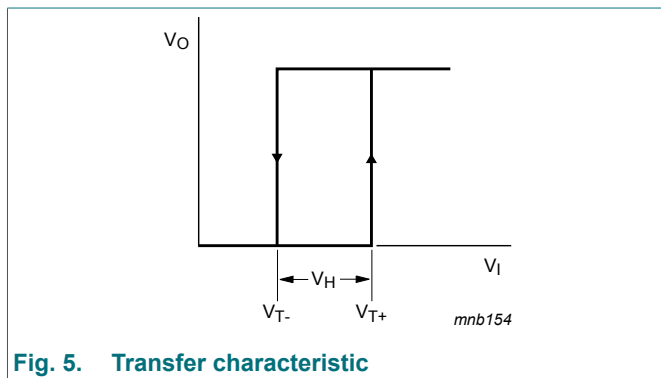 VO
VI
VH
VT-
VT+
mnb154
Fig. 5. Transfer characteristic